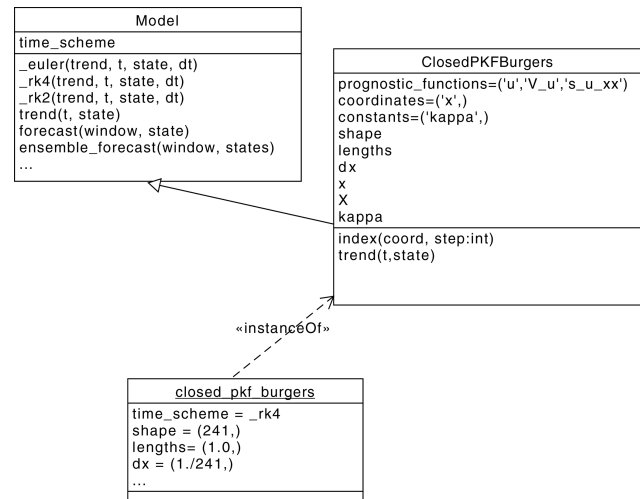 Model
time_scheme
_euler(trend, t, state, dt)
_rk4(trend, t, state, dt)
_rk2(trend, t, state, dt)
trend(t, state)
forecast(window, state)
ensemble_forecast(window, states)
...
ClosedPKFBurgers
prognostic_functions=('u','V_u','s_u_xx')
coordinates=('x',)
constants=('kappa',)
shape
lengths
dx
x
X
kappa
index(coord, step:int)
trend(t,state)
«instanceOf»
closed_pkf_burgers
time_scheme = _rk4
shape = (241,)
lengths= (1.0,)
dx = (1./241,)
...